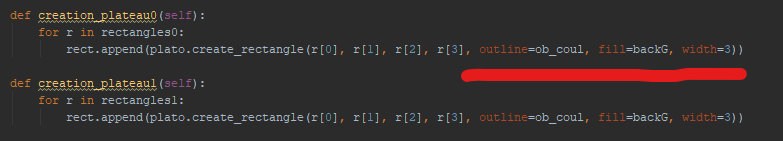 def creation_plateau0(self):
    for r in rectangles0:
        rect.append(plato.create_rectangle(r[0], r[1], r[2], r[3], outline=ob_coul, fill=backG, width=3))
def creation_plateau1(self):
    for r in rectangles1:
        rect.append(plato.create_rectangle(r[0], r[1], r[2], r[3], outline=ob_coul, fill=backG, width=3))